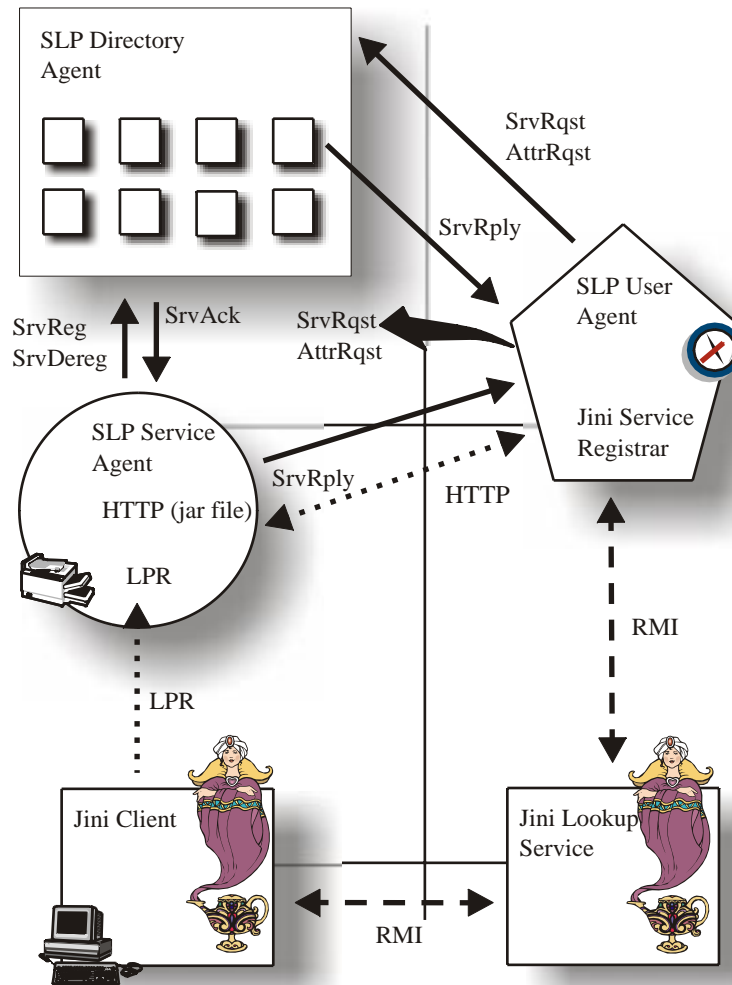 SLP Directory
Agent
SrvRqst
AttrRqst
SrvRply
SLP User
Agent
SrvReg
SrvDereg
SrvAck
SrvRqst
AttrRqst
Jini Service
Registrar
SLP Service
Agent
SrvRply
HTTP
HTTP (jar file)
LPR
RMI
LPR
Jini Client
Jini Lookup
Service
RMI